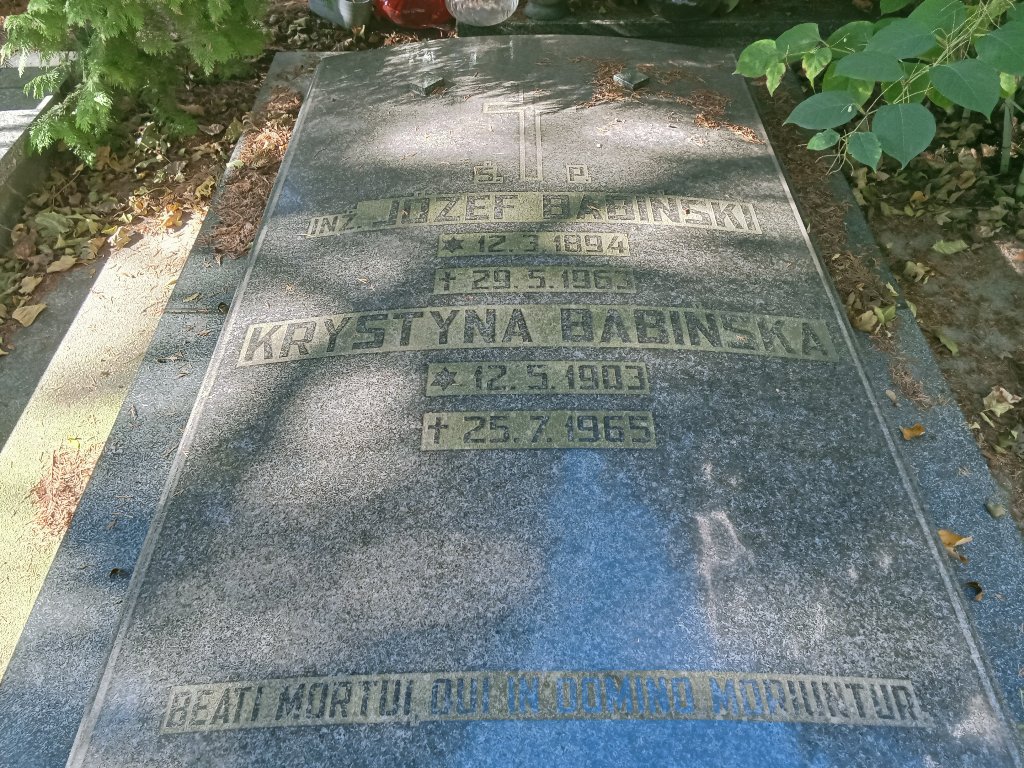 Ś. P.
INŻ. JÓZEF BABIŃSKI
* 12.3.1894
✝ 29.5.1963
KRYSTYNA BABIŃSKA
* 12.5.1903
✝ 25.7.1965
BEATI MORTUI QUI IN DOMINO MORIUNTUR